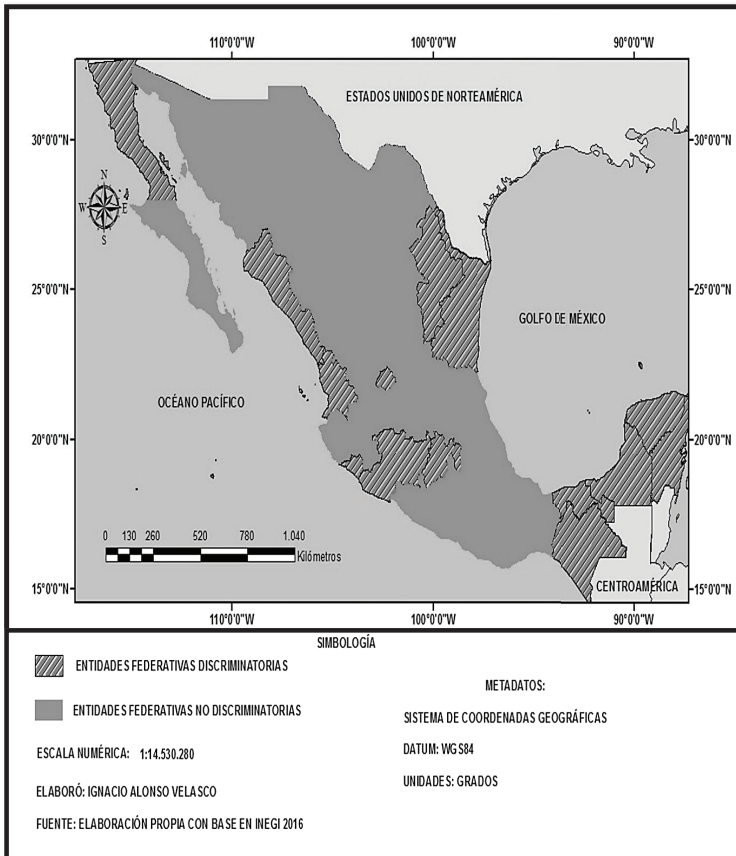 110°0'0"W 100°0'0"W 90°0'0"W
ESTADOS UNIDOS DE NORTEAMÉRICA
30°0'0"N 30°0'0"N
N
W E
S
25°0'0"N 25°0'0"N
GOLFO DE MÉXICO
OCÉANO PACÍFICO
20°0'0"N 20°0'0"N
0 130 260 520 780 1.040
Kilómetros
CENTROAMÉRICA
15°0'0"N 15°0'0"N
110°0'0"W 100°0'0"W 90°0'0"W
SIMBOLOGÍA
ENTIDADES FEDERATIVAS DISCRIMINATORIAS
ENTIDADES FEDERATIVAS NO DISCRIMINATORIAS
ESCALA NUMÉRICA: 1:14.530.280
ELABORÓ: IGNACIO ALONSO VELASCO
FUENTE: ELABORACIÓN PROPIA CON BASE EN INEGI 2016
METADATOS:
SISTEMA DE COORDENADAS GEOGRÁFICAS
DATUM: WGS84
UNIDADES: GRADOS